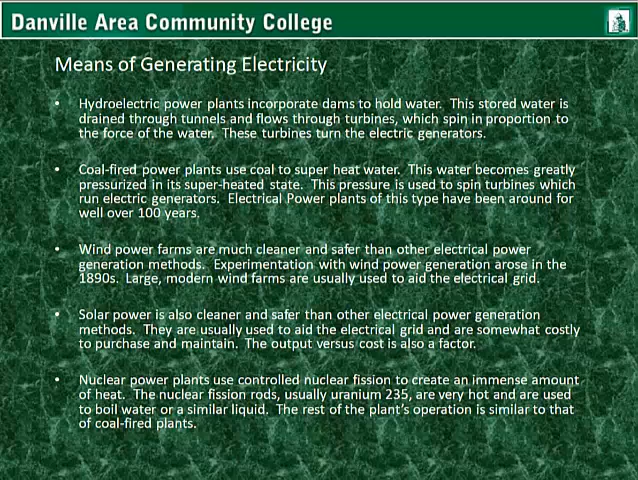 Danville Area Community College
Means of Generating Electricity
• Hydroelectric power plants incorporate dams to hold water. This stored water is
drained through tunnels and flows through turbines, which spin in proportion to
the force of the water. These turbines turn the electric generators.
• Coal-fired power plants use coal to super heat water. This water becomes greatly
pressurized in its super-heated state. This pressure is used to spin turbines which
run electric generators. Electrical Power plants of this type have been around for
well over 100 years.
• Wind power farms are much cleaner and safer than other electrical power
generation methods. Experimentation with wind power generation arose in the
1890s. Large, modern wind farms are usually used to aid the electrical grid.
• Solar power is also cleaner and safer than other electrical power generation
methods. They are usually used to aid the electrical grid and are somewhat costly
to purchase and maintain. The output versus cost is also a factor.
• Nuclear power plants use controlled nuclear fission to create an immense amount
of heat. The nuclear fission rods, usually uranium 235, are very hot and are used
to boil water or a similar liquid. The rest of the plant's operation is similar to that
of coal-fired plants.